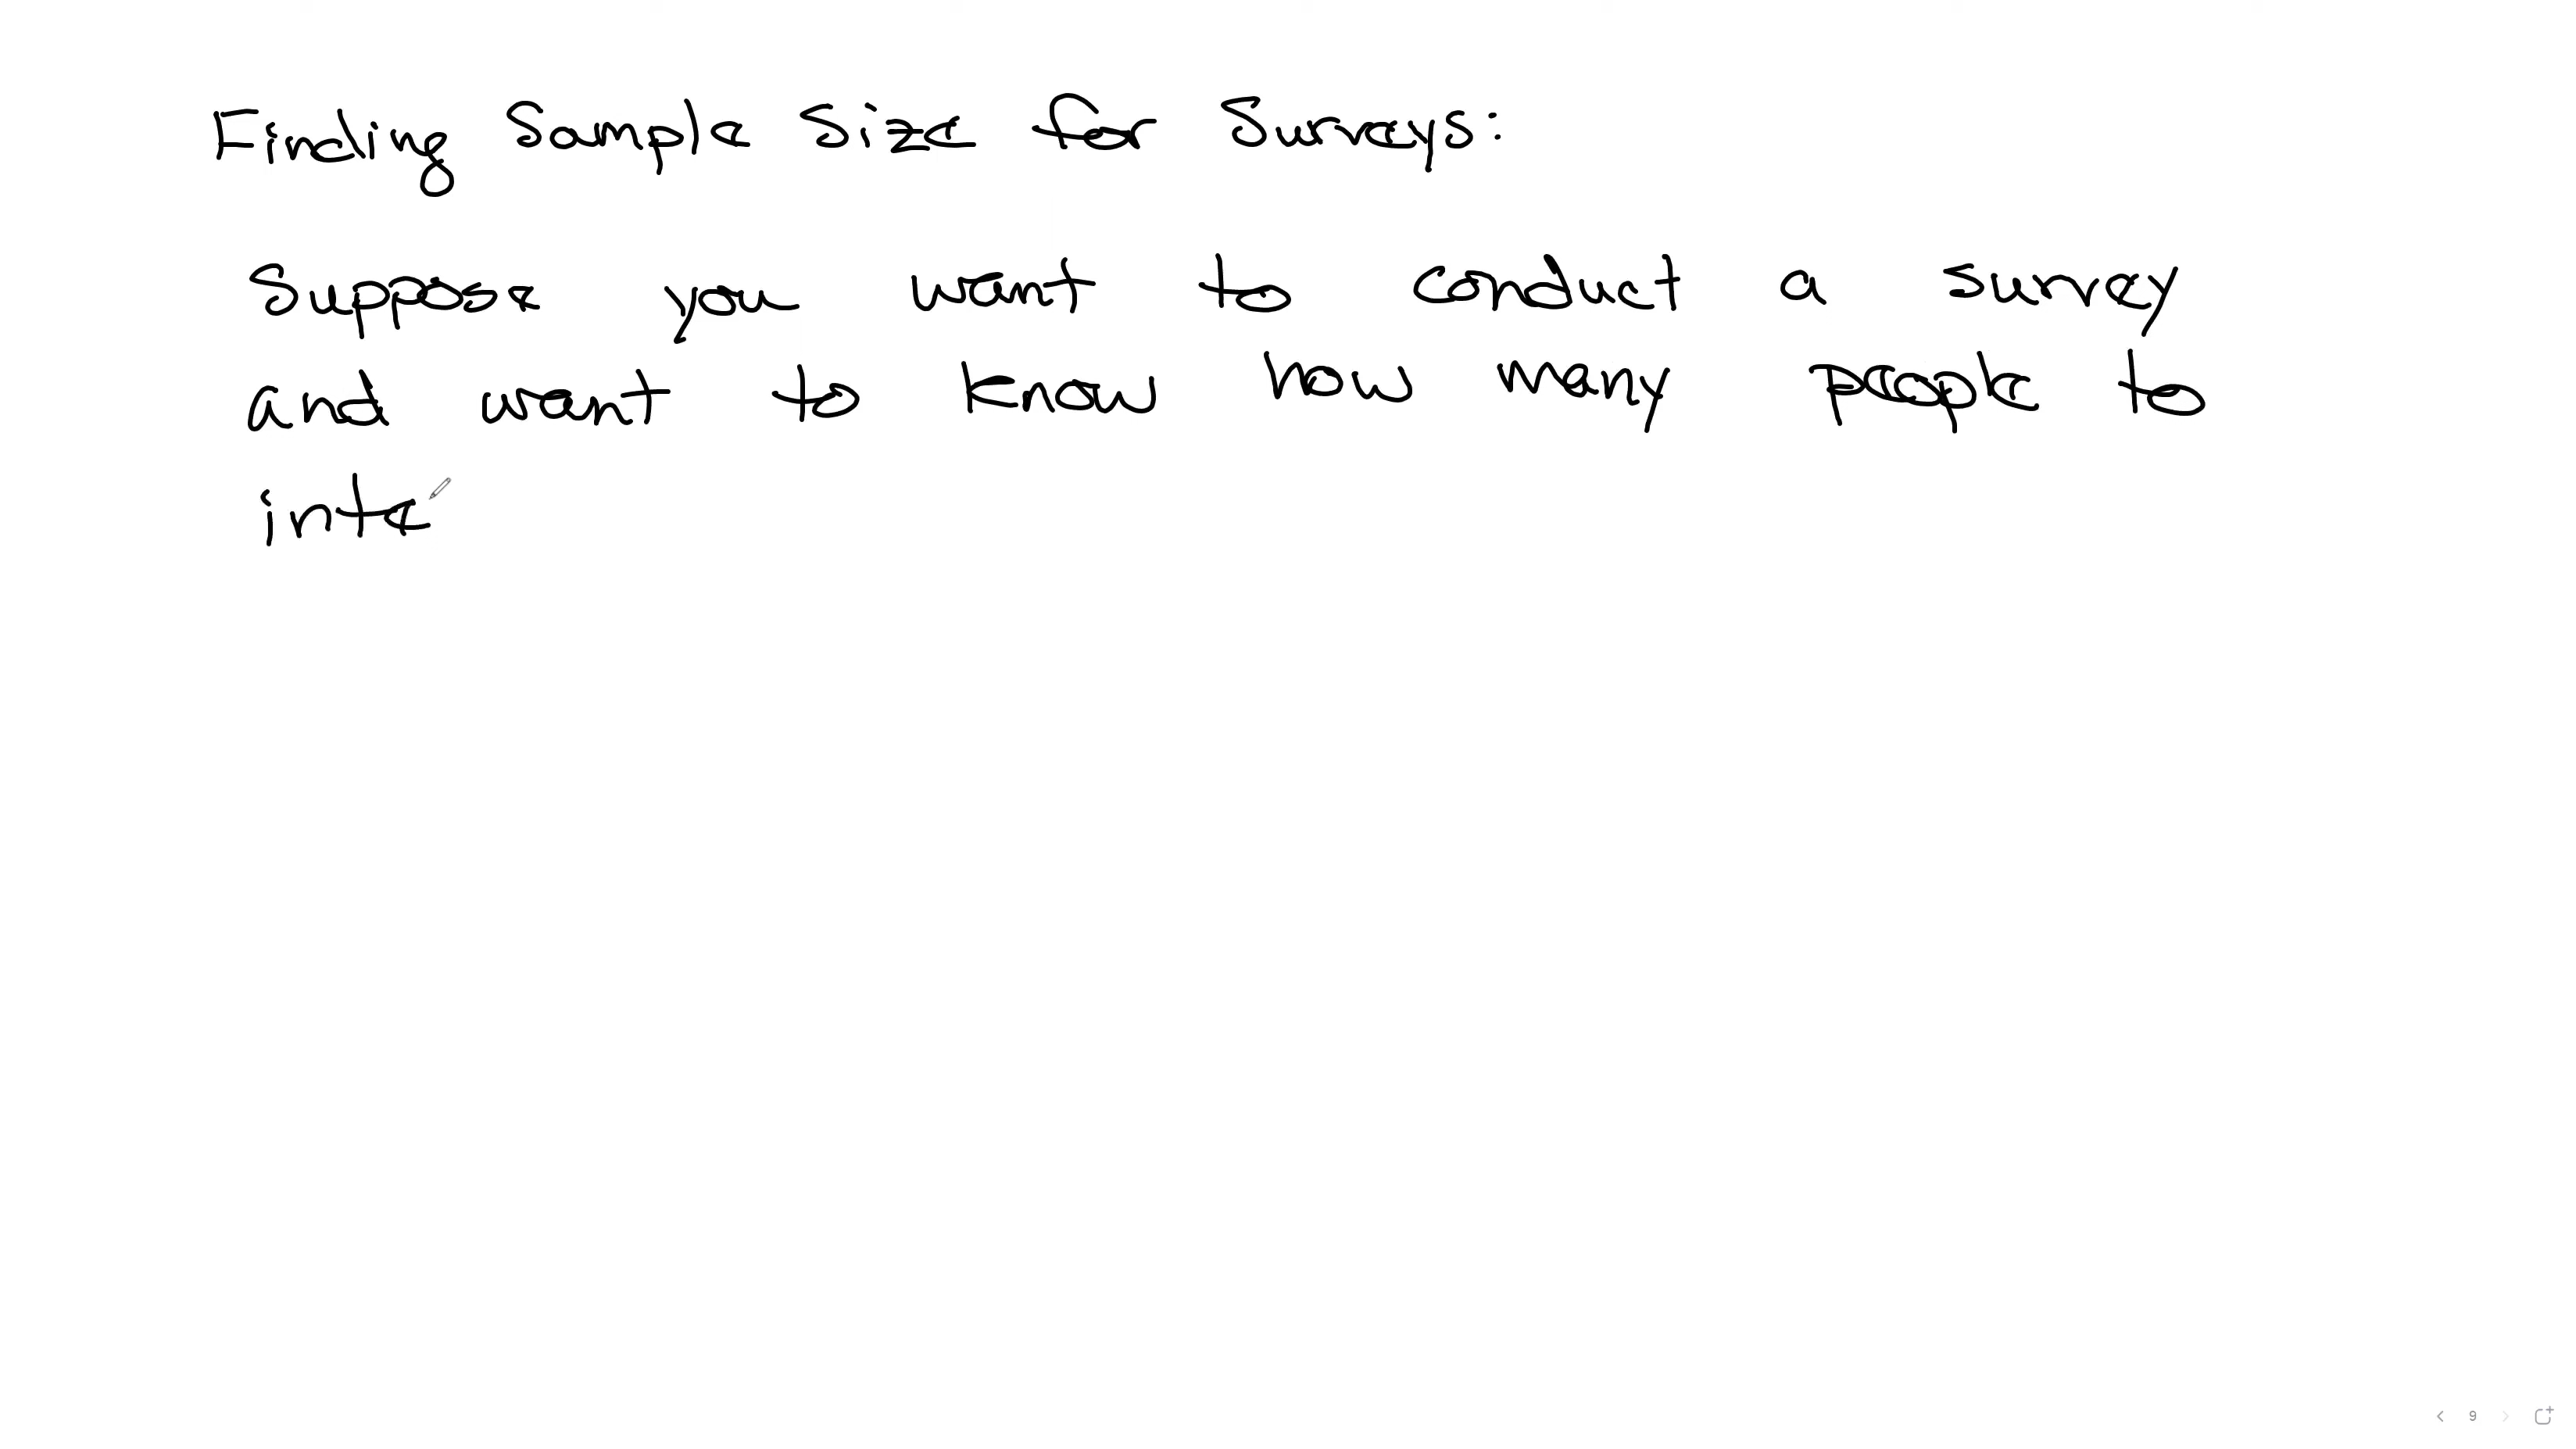 Finding Sample Size for Surveys:
Suppose you want to conduct a survey
and want to know how many people to
inte
9